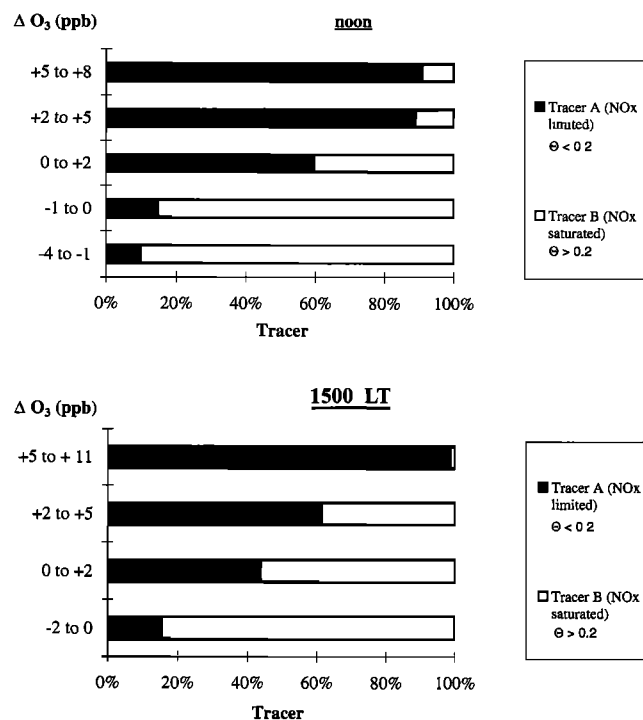 Δ O₃ (ppb)
noon
+5 to +8
+2 to +5
0 to +2
-1 to 0
-4 to -1
0%
20%
40%
60%
80%
100%
Tracer
Tracer A (NOx
limited)
Θ < 0 2
Tracer B (NOx
saturated)
Θ > 0.2
Δ O₃ (ppb)
1500 LT
+5 to + 11
+2 to +5
0 to +2
-2 to 0
0%
20%
40%
60%
80%
100%
Tracer
Tracer A (NOx
limited)
Θ < 0 2
Tracer B (NOx
saturated)
Θ > 0.2